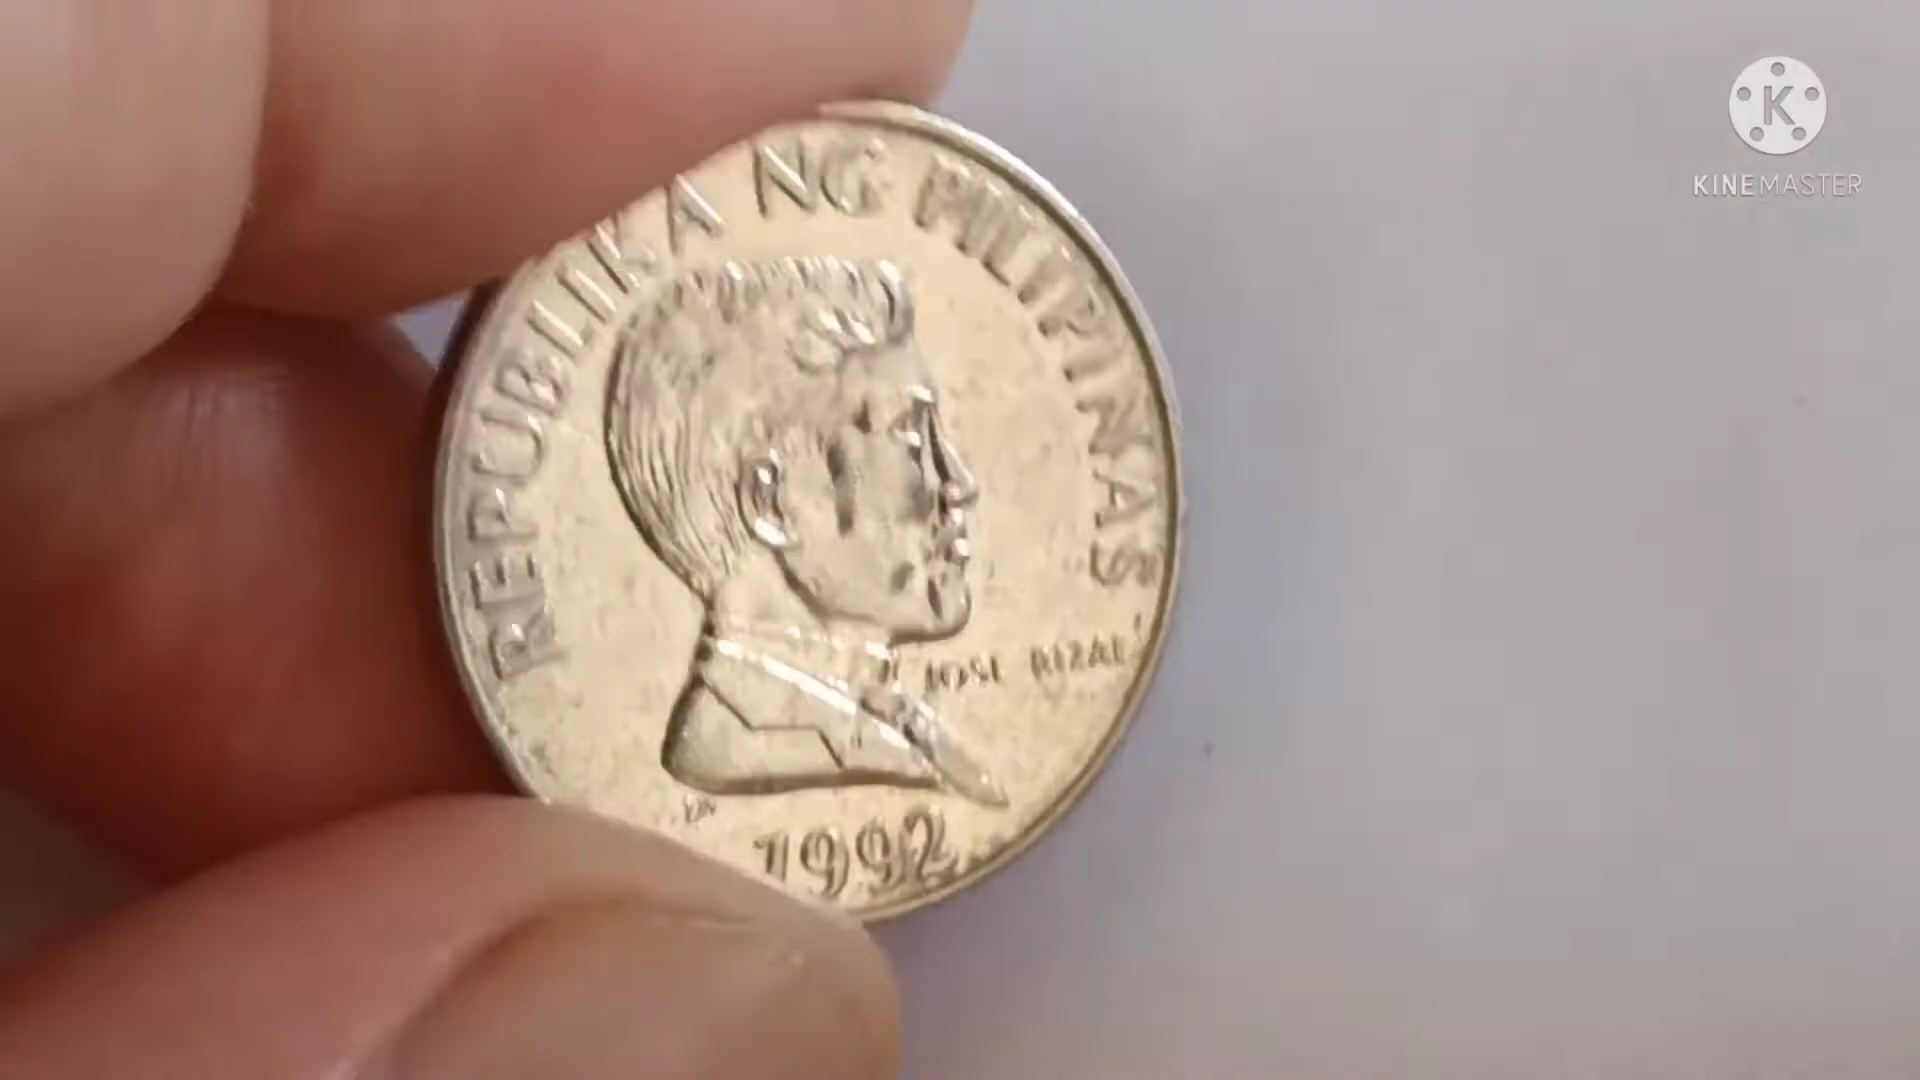 REPUBLIKA NG PILIPINAS
JOSE RIZAL
1992
K
KINEMASTER